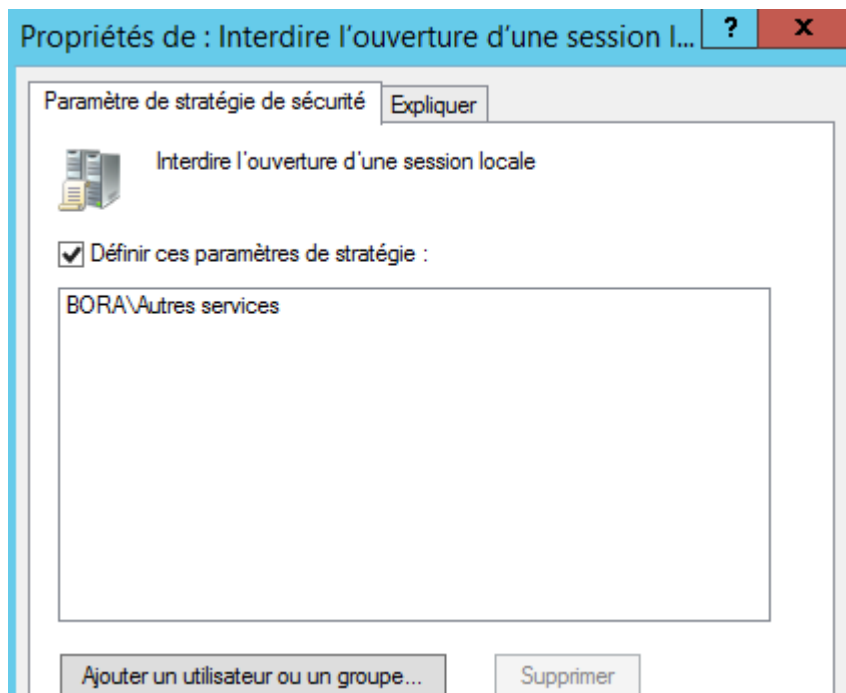 Propriétés de : Interdire l'ouverture d'une session l...
?
x
Paramètre de stratégie de sécurité
Expliquer
Interdire l'ouverture d'une session locale
Définir ces paramètres de stratégie :
BORA\Autres services
Ajouter un utilisateur ou un groupe...
Supprimer